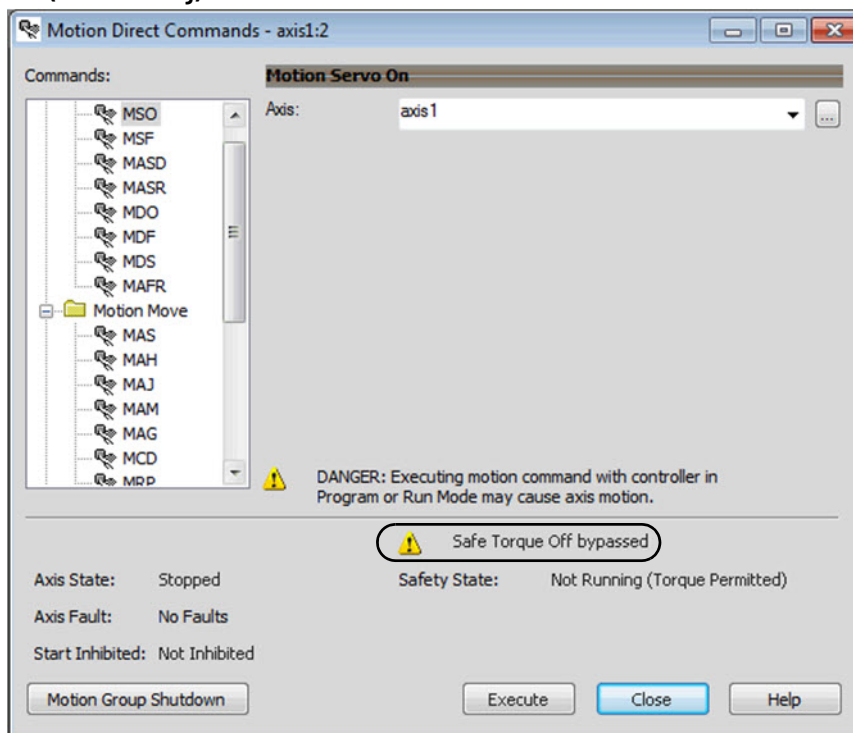 Motion Direct Commands - axis1:2
Commands:
Motion Servo On
MSO
MSF
MASD
MASR
MDO
MDF
MDS
MAFR
Motion Move
MAS
MAH
MAJ
MAM
MAG
MCD
MRP
Axis:
axis1
...
DANGER: Executing motion command with controller in
Program or Run Mode may cause axis motion.
Safe Torque Off bypassed
Axis State: Stopped
Safety State: Not Running (Torque Permitted)
Axis Fault: No Faults
Start Inhibited: Not Inhibited
Motion Group Shutdown
Execute
Close
Help